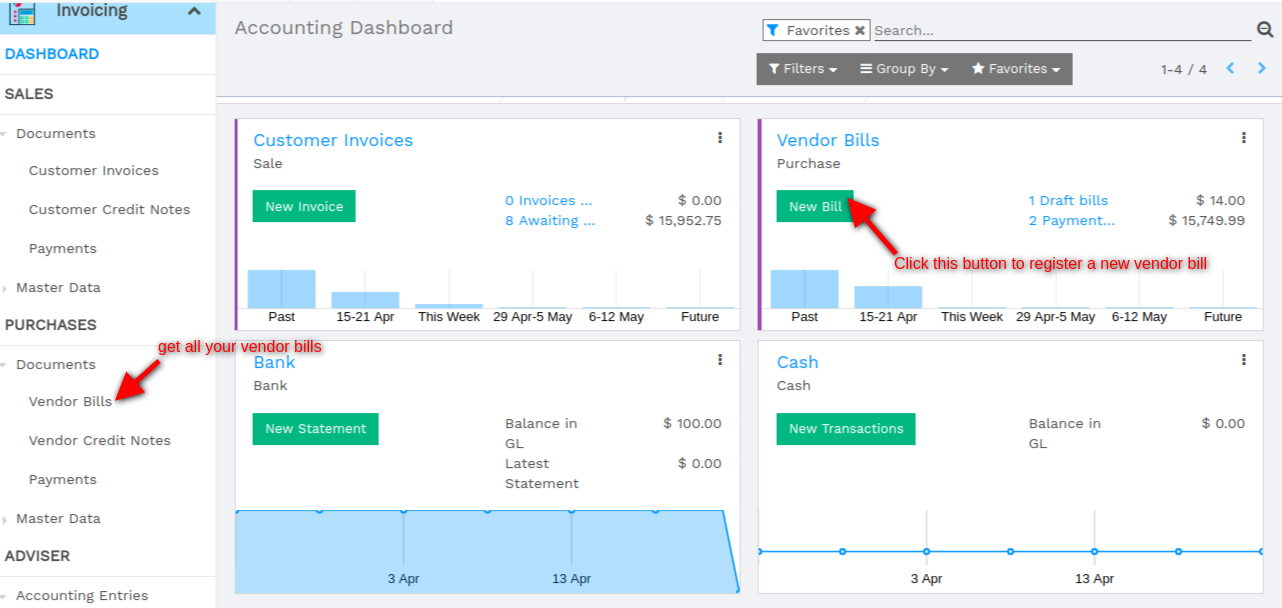 Invoicing
DASHBOARD
SALES
Documents
Customer Invoices
Customer Credit Notes
Payments
Master Data
PURCHASES
Documents
Vendor Bills
Vendor Credit Notes
Payments
Master Data
ADVISER
Accounting Entries
get all your vendor bills
Accounting Dashboard
Favorites
Search...
Filters Group By Favorites
1-4 / 4
Customer Invoices
Sale
New Invoice
0 Invoices ... $ 0.00
8 Awaiting ... $ 15,952.75
Past 15-21 Apr This Week 29 Apr-5 May 6-12 May Future
Vendor Bills
Purchase
New Bill
1 Draft bills $ 14.00
2 Payment... $ 15,749.99
Click this button to register a new vendor bill
Past 15-21 Apr This Week 29 Apr-5 May 6-12 May Future
Bank
Bank
New Statement
Balance in GL $ 100.00
Latest Statement $ 0.00
3 Apr 13 Apr
Cash
Cash
New Transactions
Balance in GL $ 0.00
3 Apr 13 Apr